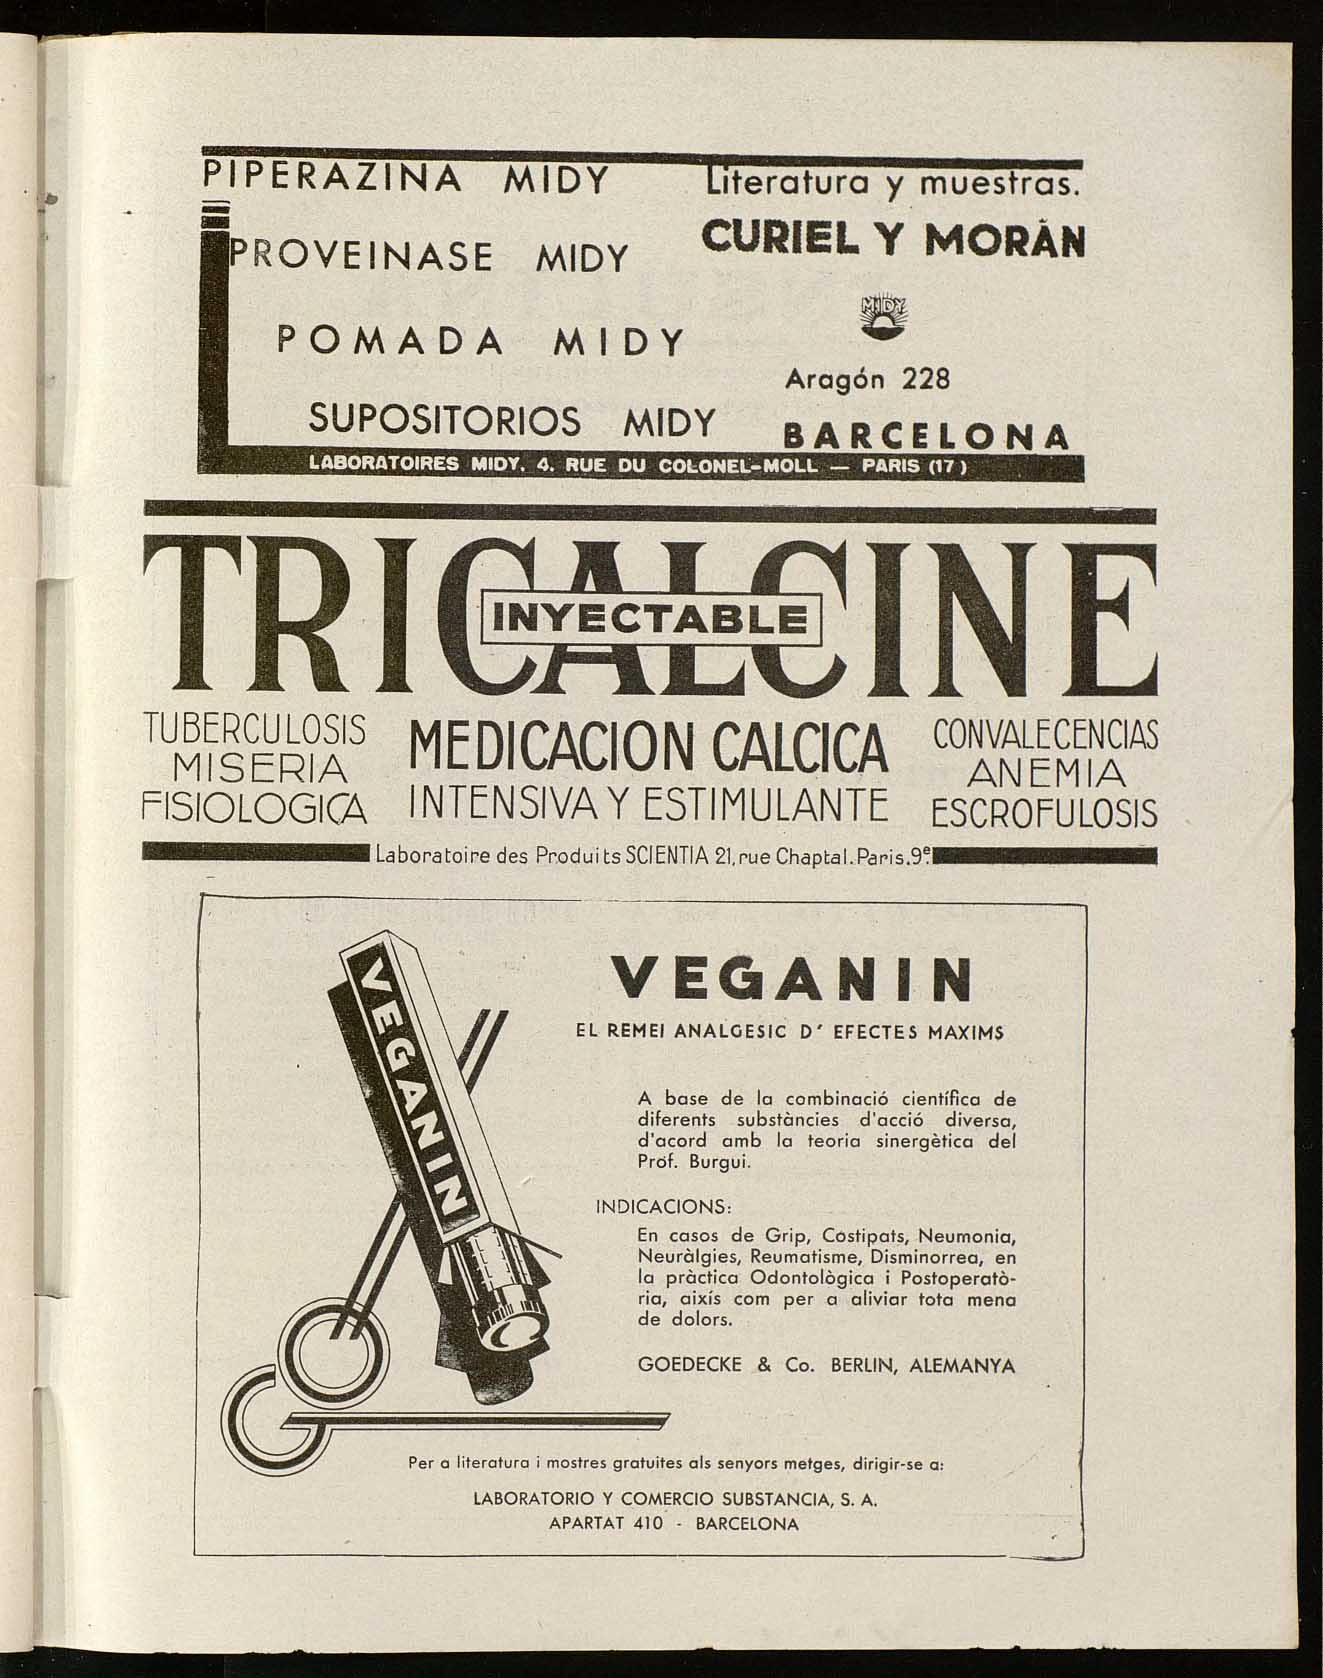 PIPERAZINA MIDY
PROVEINASE MIDY
POMADA MIDY
SUPOSITORIOS MIDY
Literatura y muestras.
CURIEL Y MORÁN
MIDY
Aragón 228
BARCELONA
LABORATOIRES MIDY. 4. RUE DU COLONEL-MOLL — PARIS (17)
TRICALCINE
INYECTABLE
TUBERCULOSIS
MISERIA
FISIOLOGICA
MEDICACION CALCICA
INTENSIVA Y ESTIMULANTE
CONVALECENCIAS
ANEMIA
ESCROFULOSIS
Laboratoire des Produits SCIENTIA 21, rue Chaptal. Paris. 9e.
VEGANIN
VEGANIN
EL REMEI ANALGESIC D' EFECTES MAXIMS
A base de la combinació científica de
diferents substàncies d'acció diversa,
d'acord amb la teoria sinergètica del
Prof. Burgui.
INDICACIONS:
En casos de Grip, Costipats, Neumonia,
Neuràlgies, Reumatisme, Disminorrea, en
la pràctica Odontològica i Postoperatò-
ria, aixís com per a aliviar tota mena
de dolors.
GOEDECKE & Co. BERLIN, ALEMANYA
Per a literatura i mostres gratuites als senyors metges, dirigir-se a:
LABORATORIO Y COMERCIO SUBSTANCIA, S. A.
APARTAT 410 - BARCELONA